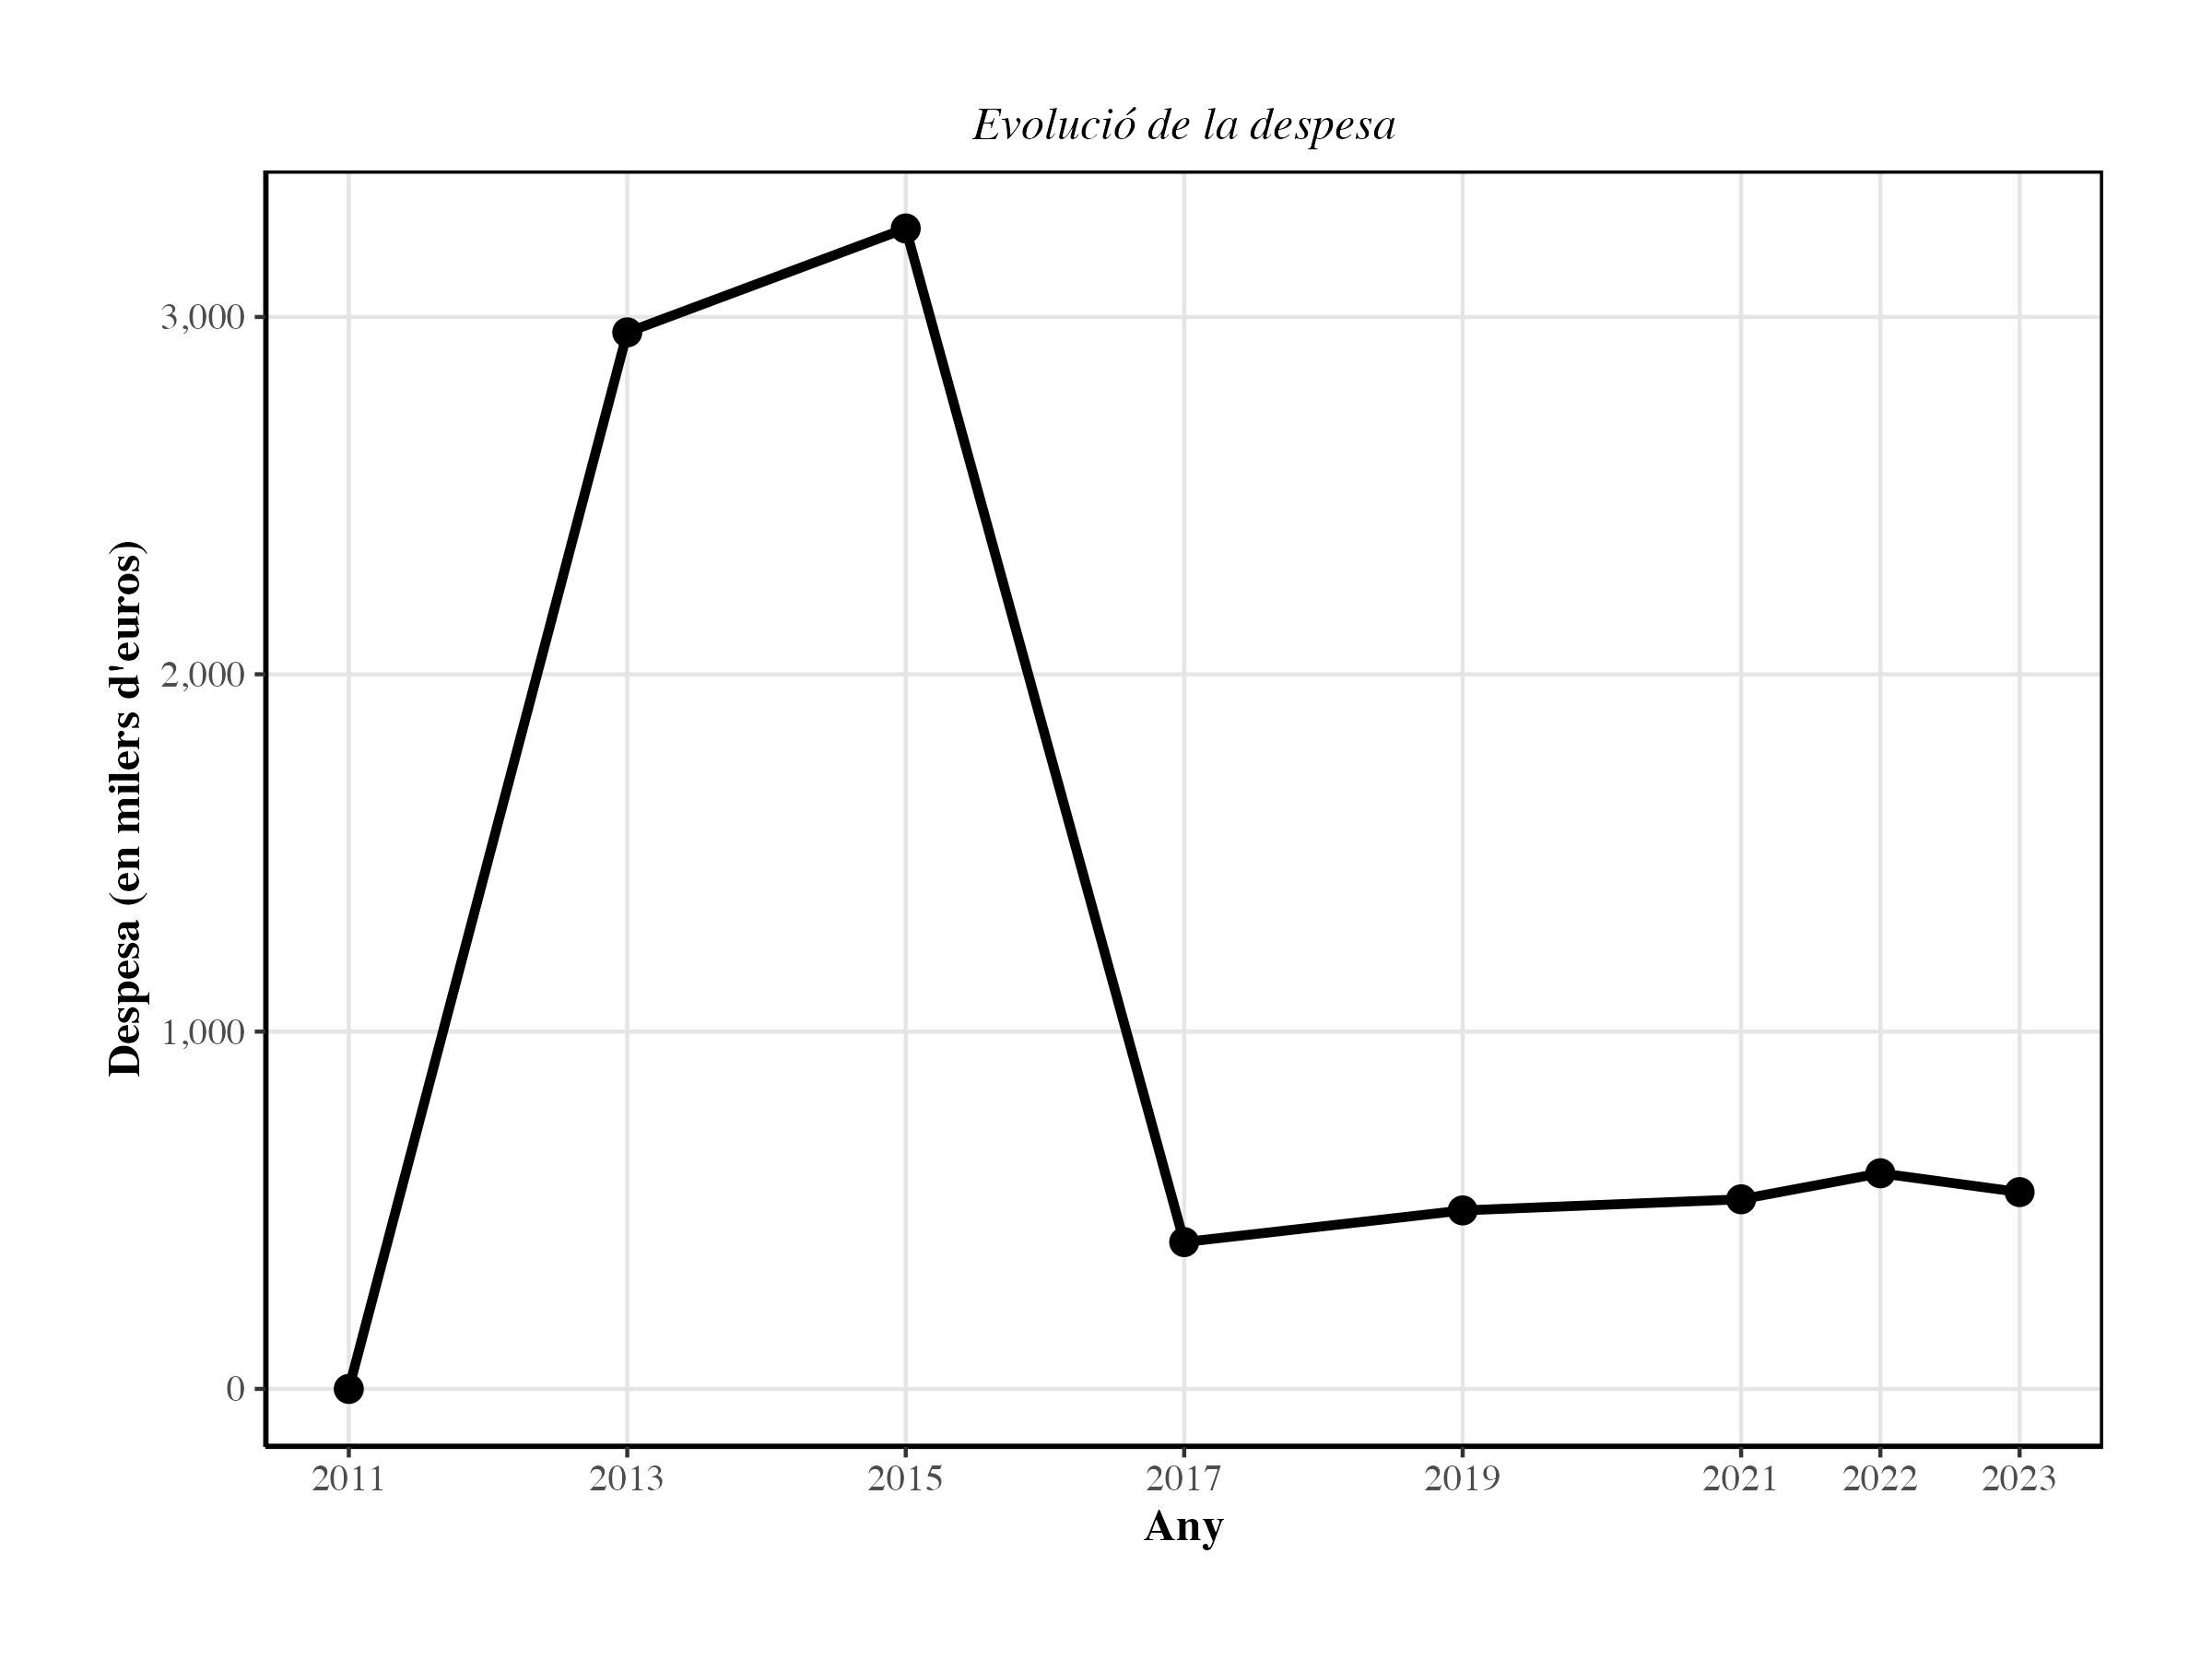 Evolució de la despesa
Despesa (en milers d'euros)
3,000
2,000
1,000
0
2011 2013 2015 2017 2019 2021 2022 2023
Any